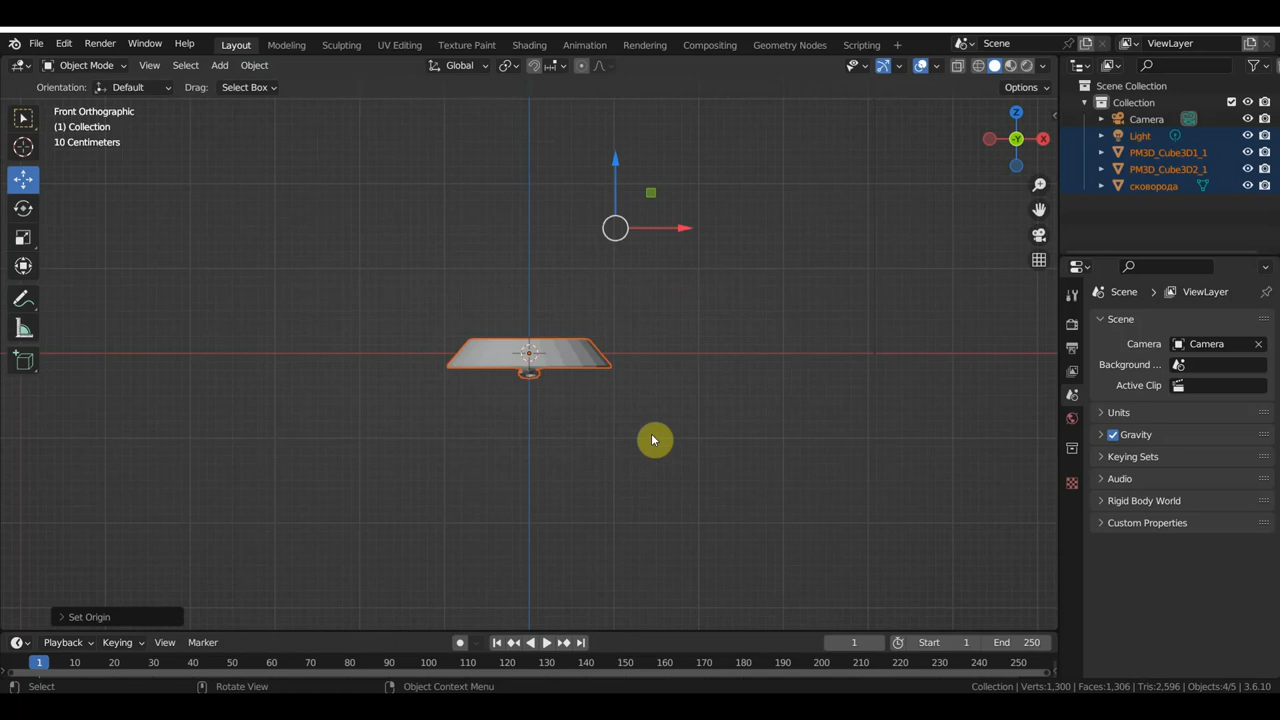 File Edit Render Window Help
Layout Modeling Sculpting UV Editing Texture Paint Shading Animation Rendering Compositing Geometry Nodes Scripting +
Scene ViewLayer
Object Mode View Select Add Object Global
Orientation: Default Drag: Select Box Options
Front Orthographic
(1) Collection
10 Centimeters
Z
X
-Y
Scene Collection
Collection
Camera
Light
PM3D_Cube3D1_1
PM3D_Cube3D2_1
сковорода
Scene ViewLayer
Scene
Camera Camera
Background ...
Active Clip
Units
Gravity
Keying Sets
Audio
Rigid Body World
Custom Properties
Set Origin
Playback Keying View Marker
1 Start 1 End 250
1 10 20 30 40 50 60 70 80 90 100 110 120 130 140 150 160 170 180 190 200 210 220 230 240 250
Select Rotate View Object Context Menu Collection | Verts:1,300 | Faces:1,306 | Tris:2,596 | Objects:4/5 | 3.6.10